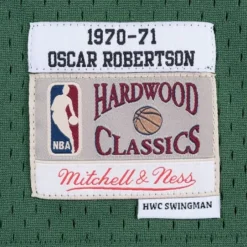 1970-71
OSCAR ROBERTSON
HARDWOOD
NBA
CLASSICS
Mitchell & Ness
HWC SWINGMAN